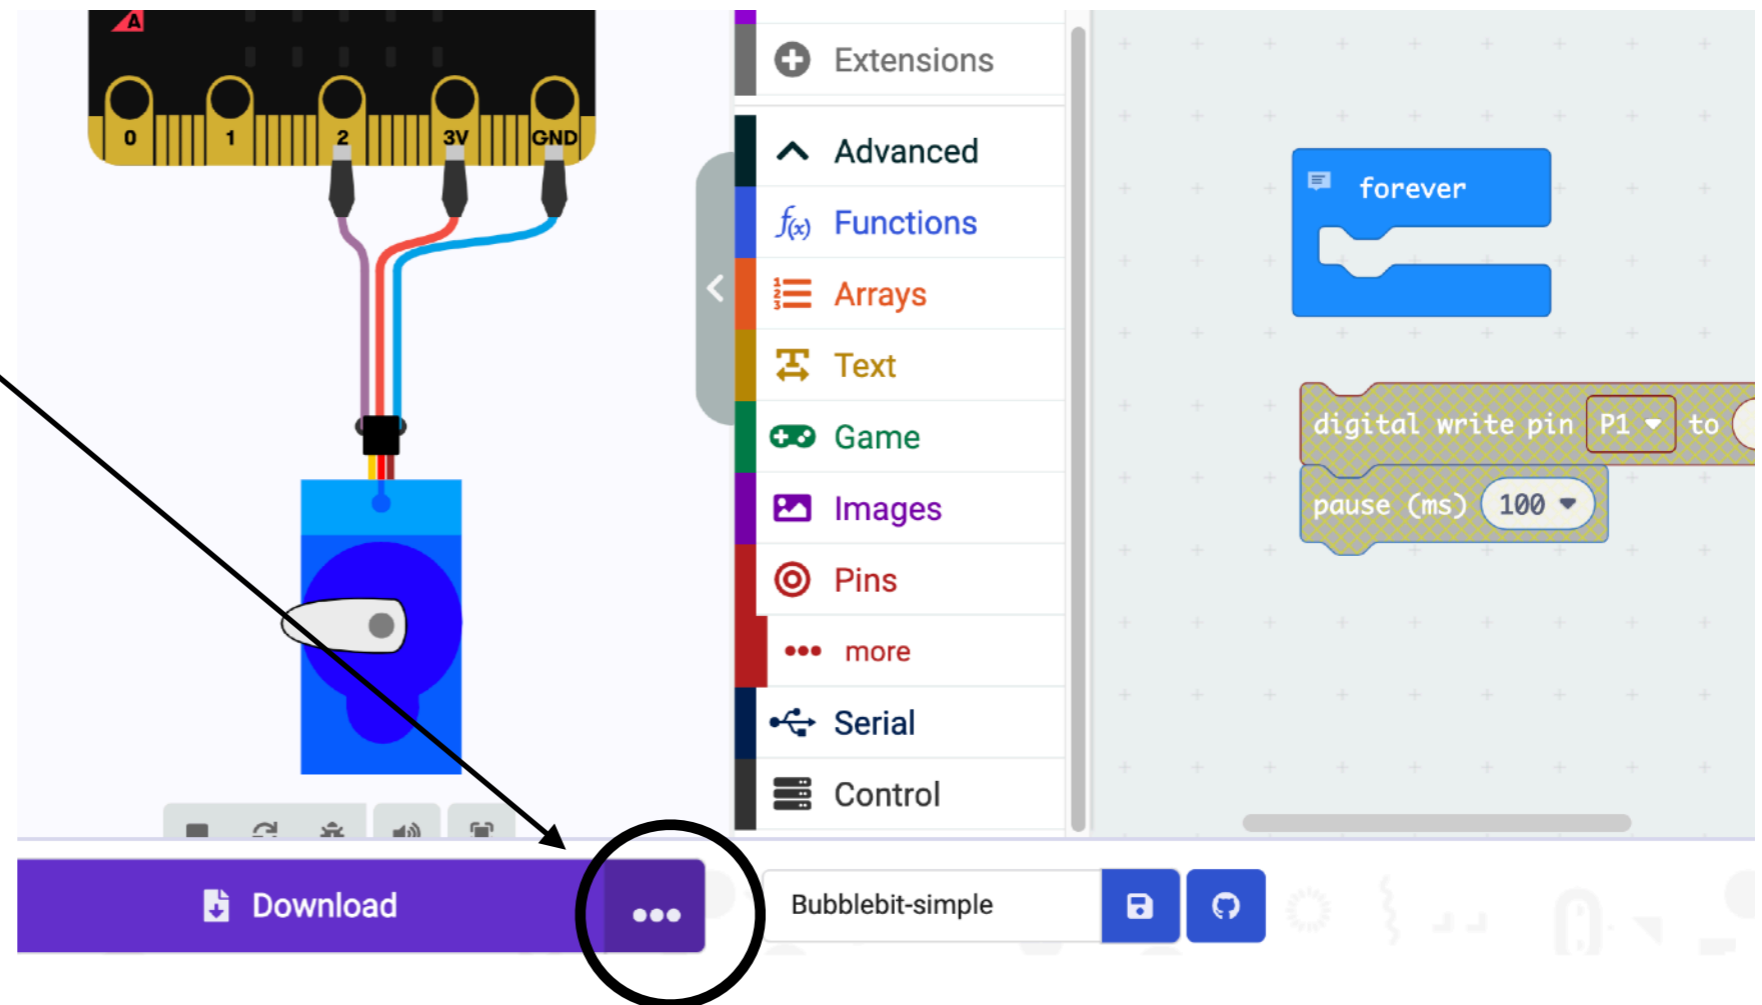 A
0 1 2 3V GND
Extensions
Advanced
f(x) Functions
Arrays
Text
Game
Images
Pins
more
Serial
Control
forever
digital write pin P1 to
pause (ms) 100
Download
Bubblebit-simple